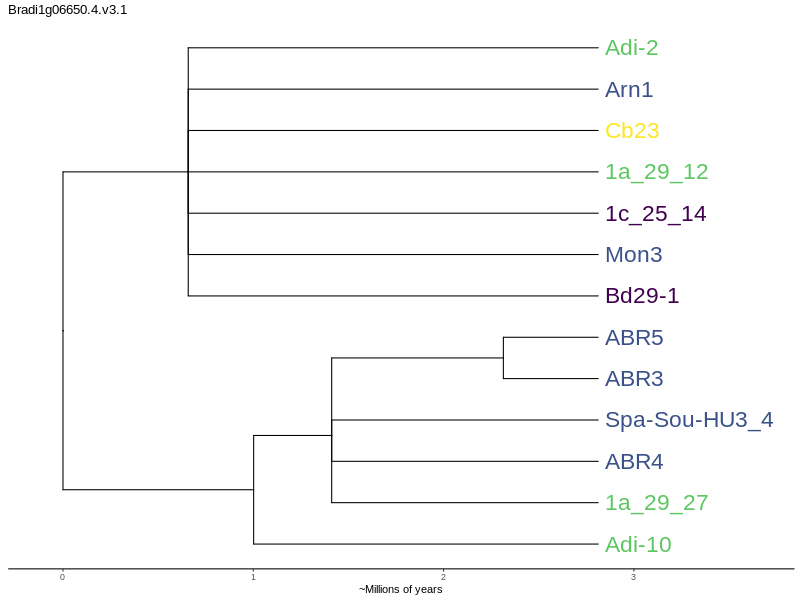 Bradi1g06650.4.v3.1
Adi-2
Arn1
Cb23
1a_29_12
1c_25_14
Mon3
Bd29-1
ABR5
ABR3
Spa-Sou-HU3_4
ABR4
1a_29_27
Adi-10
0 1 2 3
~Millions of years